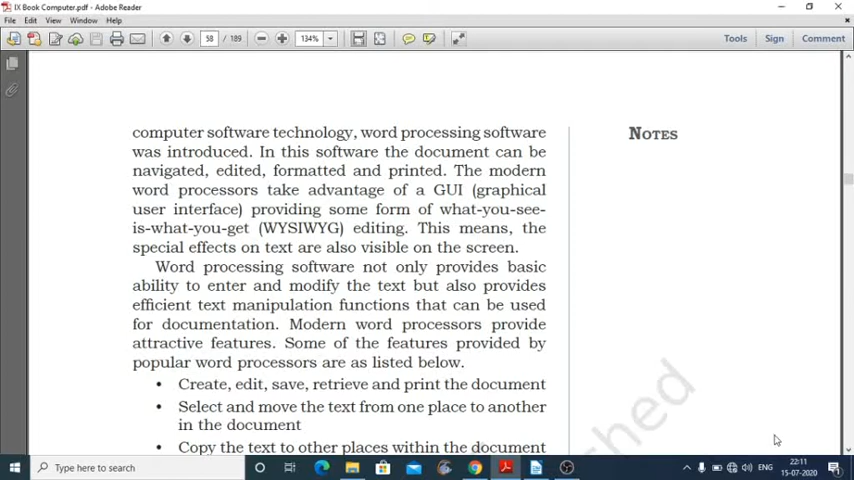 IX Book Computer.pdf - Adobe Reader
File Edit View Window Help
58 / 189 134% Tools Sign Comment
computer software technology, word processing software
was introduced. In this software the document can be
navigated, edited, formatted and printed. The modern
word processors take advantage of a GUI (graphical
user interface) providing some form of what-you-see-
is-what-you-get (WYSIWYG) editing. This means, the
special effects on text are also visible on the screen.
Word processing software not only provides basic
ability to enter and modify the text but also provides
efficient text manipulation functions that can be used
for documentation. Modern word processors provide
attractive features. Some of the features provided by
popular word processors are as listed below.
• Create, edit, save, retrieve and print the document
• Select and move the text from one place to another
in the document
• Copy the text to other places within the document
NOTES
shed
Type here to search
ENG
22:11
15-07-2020